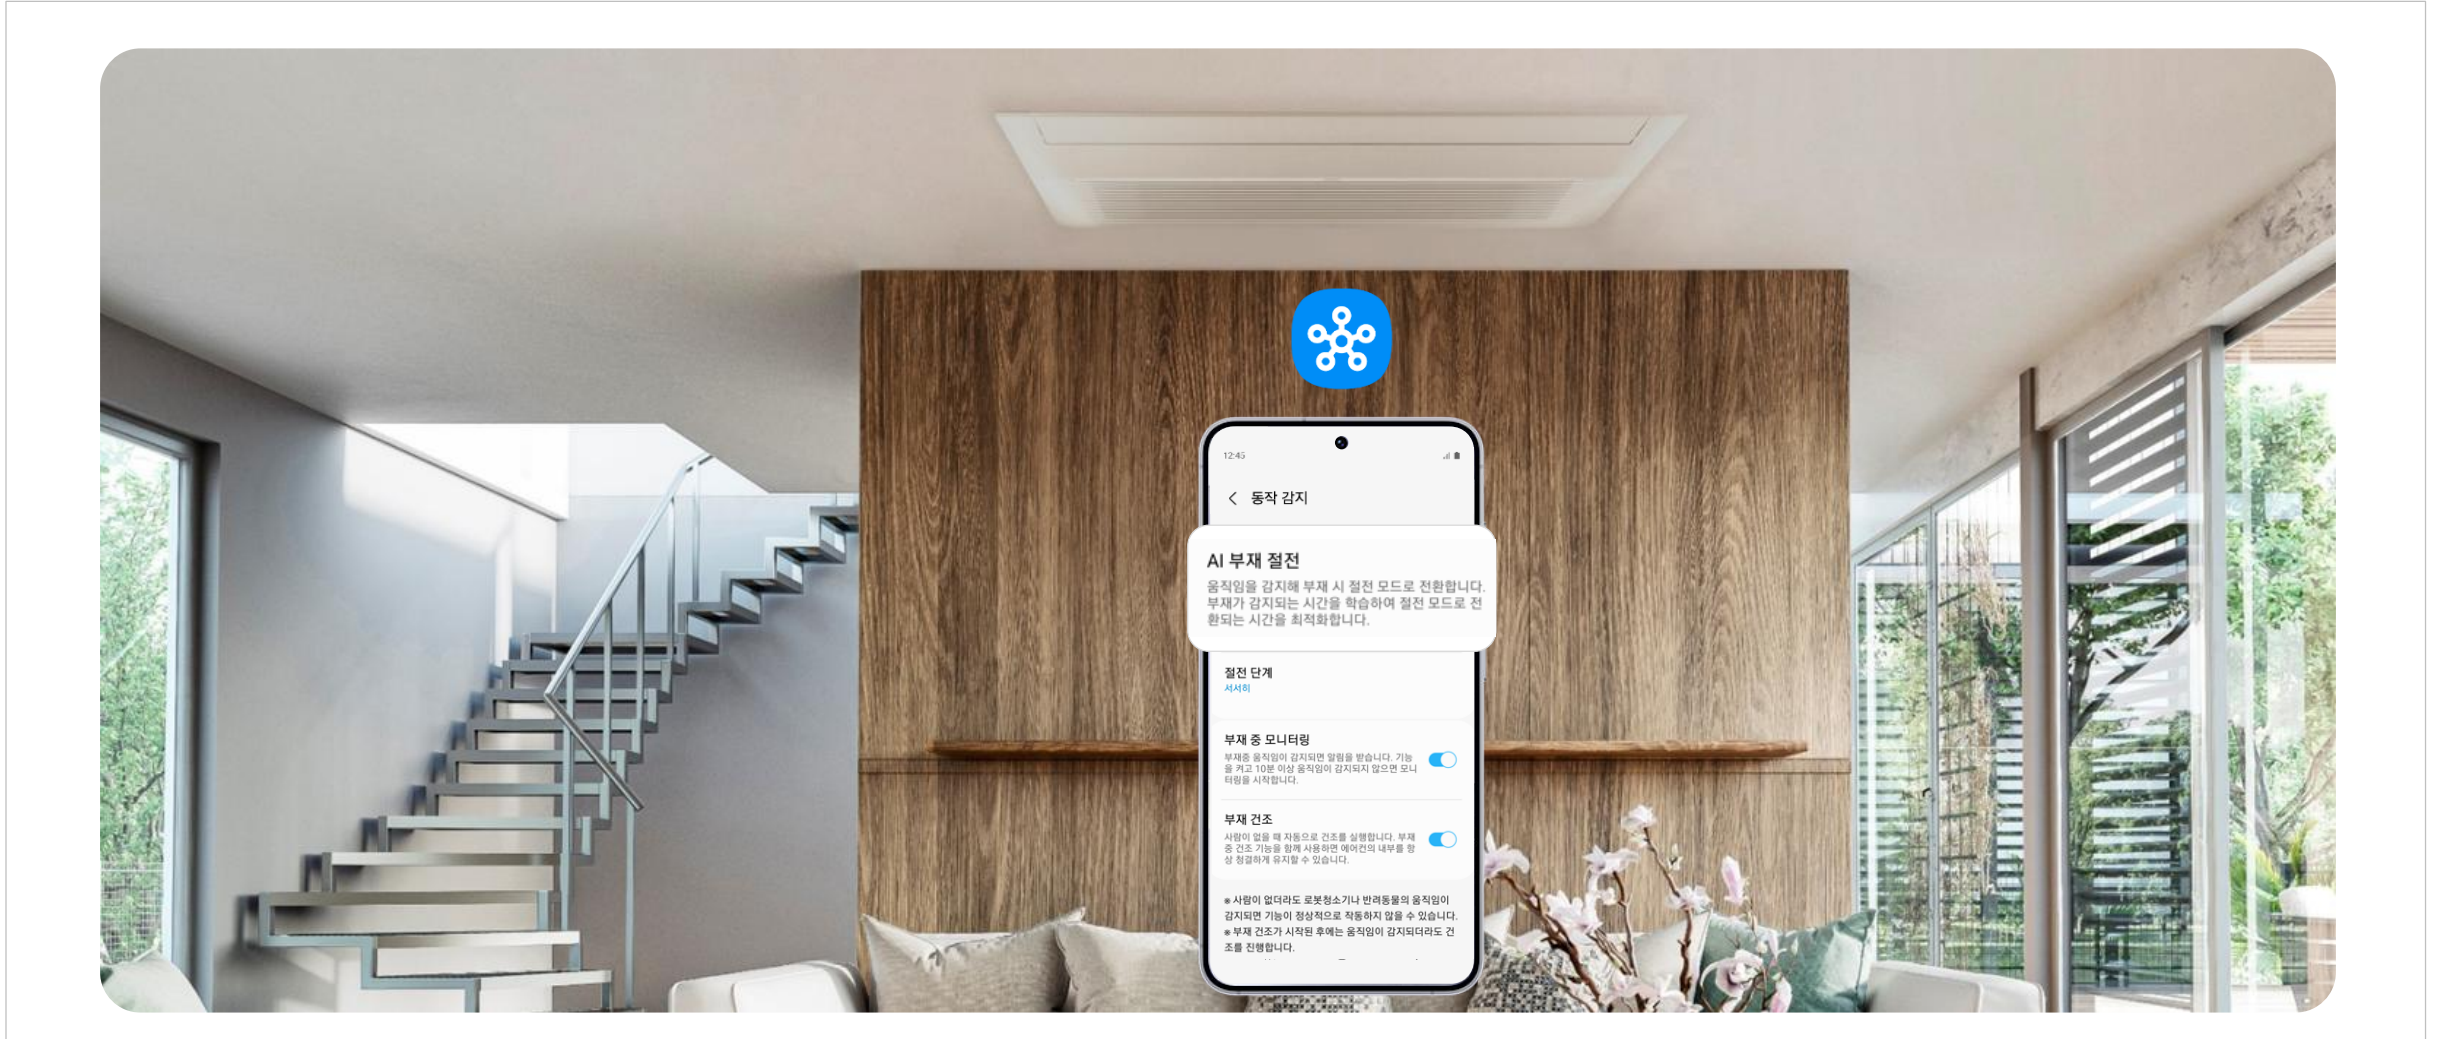 12:45
동작 감지
AI 부재 절전
움직임을 감지해 부재 시 절전 모드로 전환합니다.
부재가 감지되는 시간을 학습하여 절전 모드로 전
환되는 시간을 최적화합니다.
절전 단계
서서히
부재 중 모니터링
부재중 움직임이 감지되면 알림을 받습니다. 기능
을 켜고 10분 이상 움직임이 감지되지 않으면 모니
터링을 시작합니다.
부재 건조
사람이 없을 때 자동으로 건조를 실행합니다. 부재
중 건조 기능을 함께 사용하면 에어컨의 내부를 항
상 청결하게 유지할 수 있습니다.
※ 사람이 없더라도 로봇청소기나 반려동물의 움직임이
감지되면 기능이 정상적으로 작동하지 않을 수 있습니다.
※ 부재 건조가 시작된 후에는 움직임이 감지되더라도 건
조를 진행합니다.